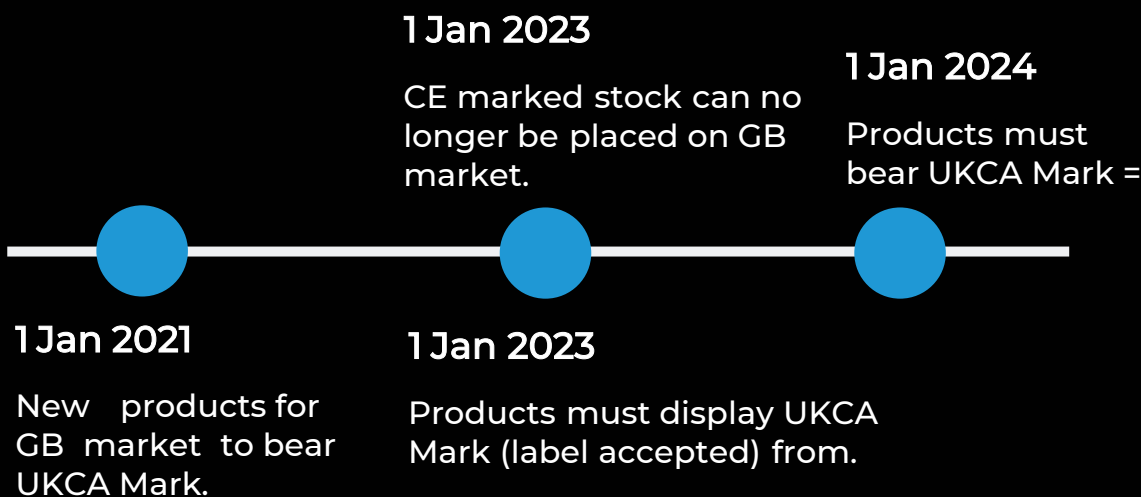 1 Jan 2023
CE marked stock can no
longer be placed on GB
market.
1 Jan 2024
Products must
bear UKCA Mark =
1 Jan 2021
New products for
GB market to bear
UKCA Mark.
1 Jan 2023
Products must display UKCA
Mark (label accepted) from.